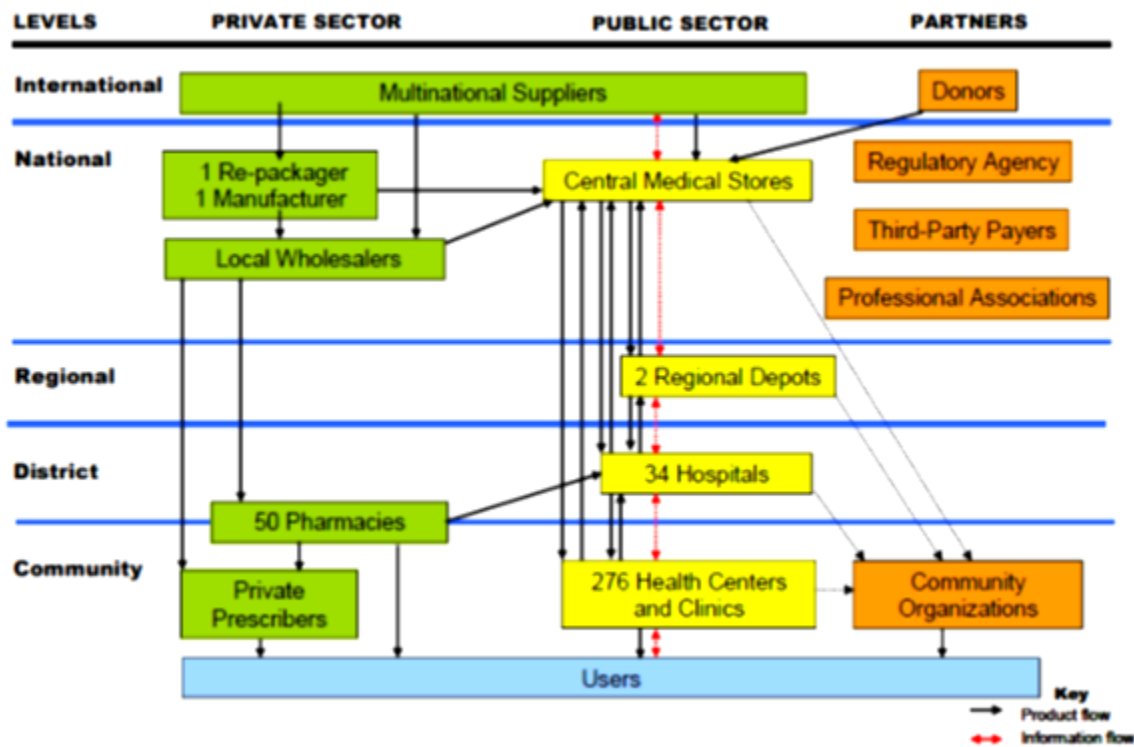 LEVELS PRIVATE SECTOR PUBLIC SECTOR PARTNERS
International
Multinational Suppliers
Donors
National
1 Re-packager
1 Manufacturer
Central Medical Stores
Regulatory Agency
Local Wholesalers
Third-Party Payers
Professional Associations
Regional
2 Regional Depots
District
34 Hospitals
50 Pharmacies
Community
Private
Prescribers
276 Health Centers
and Clinics
Community
Organizations
Users
Key
Product flow
Information flow